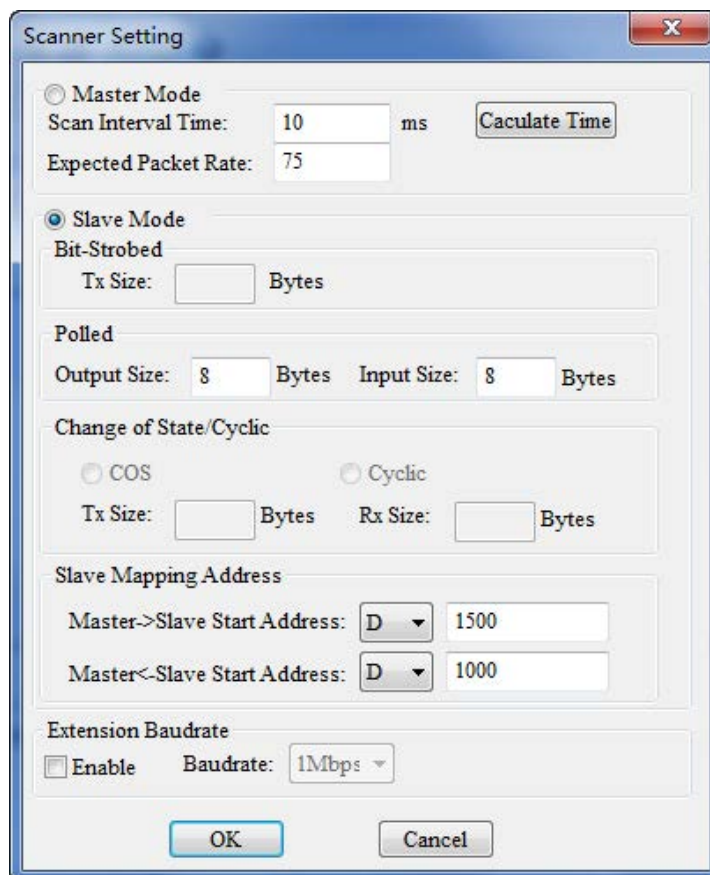 Scanner Setting
Master Mode
Scan Interval Time: 10 ms Caculate Time
Expected Packet Rate: 75
Slave Mode
Bit-Strobed
Tx Size: Bytes
Polled
Output Size: 8 Bytes Input Size: 8 Bytes
Change of State/Cyclic
COS Cyclic
Tx Size: Bytes Rx Size: Bytes
Slave Mapping Address
Master->Slave Start Address: D 1500
Master<-Slave Start Address: D 1000
Extension Baudrate
Enable Baudrate: 1Mbps
OK Cancel